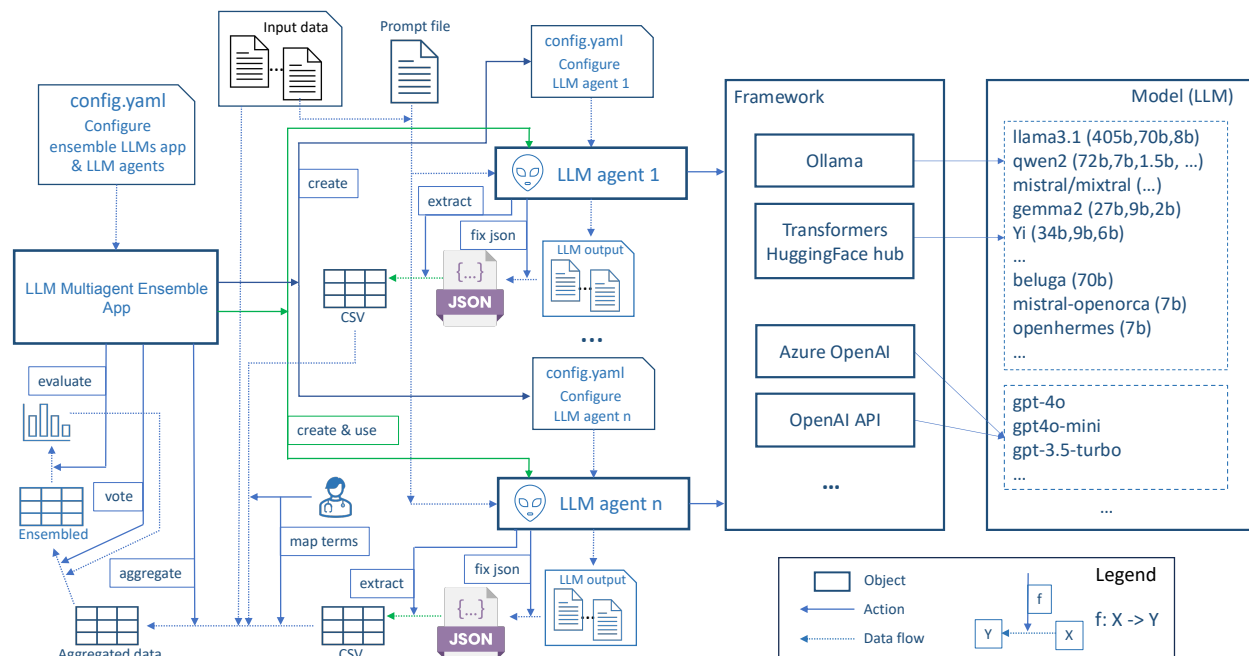 Input data
...
Prompt file
config.yaml
Configure
LLM agent 1
config.yaml
Configure
ensemble LLMs app
& LLM agents
create
LLM agent 1
extract
fix json
LLM output
...
{...}
JSON
CSV
...
LLM Multiagent Ensemble
App
config.yaml
Configure
LLM agent n
evaluate
create & use
vote
Ensembled
LLM agent n
map terms
aggregate
extract
fix json
LLM output
...
{...}
JSON
CSV
Aggregated data
Framework
Ollama
Transformers
HuggingFace hub
Azure OpenAI
OpenAI API
...
Model (LLM)
llama3.1 (405b,70b,8b)
qwen2 (72b,7b,1.5b, ...)
mistral/mixtral (...)
gemma2 (27b,9b,2b)
Yi (34b,9b,6b)
...
beluga (70b)
mistral-openorca (7b)
openhermes (7b)
...
gpt-4o
gpt4o-mini
gpt-3.5-turbo
...
...
Legend
Object
Action
Data flow
f
Y
X
f: X -> Y